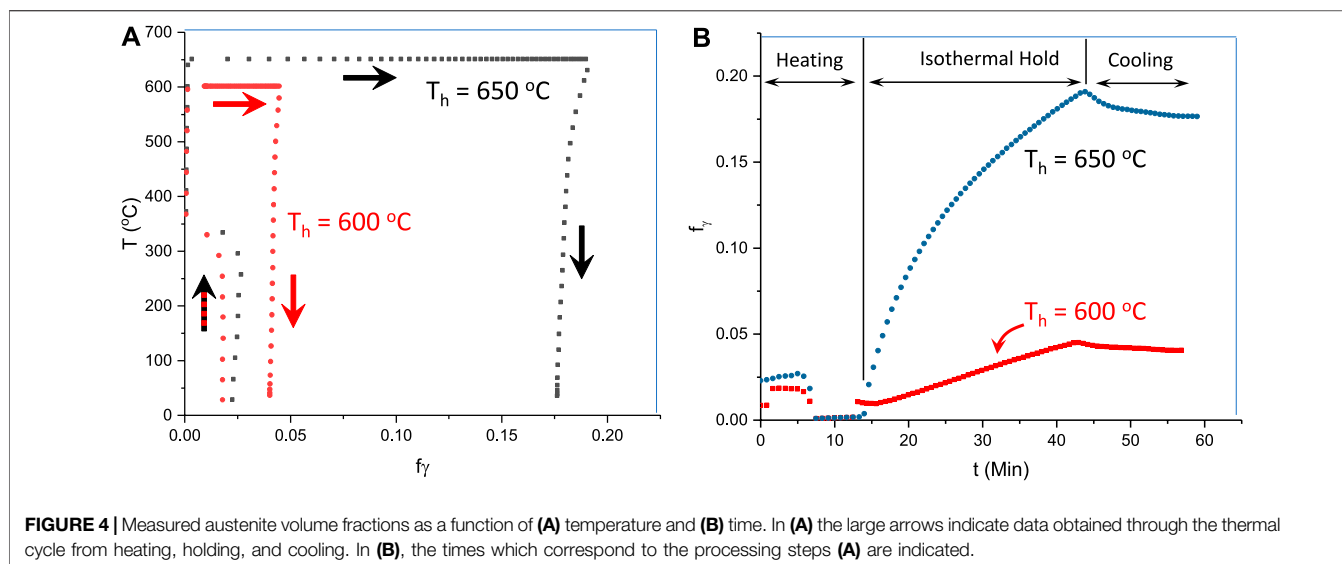 A
700
600
500
400
300
200
100
0
T (°C)
0.00 0.05 0.10 0.15 0.20
fγ
Th = 650 °C
Th = 600 °C
B
Heating Isothermal Hold Cooling
0.20
0.15
0.10
0.05
0.00
fγ
Th = 650 °C
Th = 600 °C
0 10 20 30 40 50 60
t (Min)
FIGURE 4 | Measured austenite volume fractions as a function of (A) temperature and (B) time. In (A) the large arrows indicate data obtained through the thermal
cycle from heating, holding, and cooling. In (B), the times which correspond to the processing steps (A) are indicated.